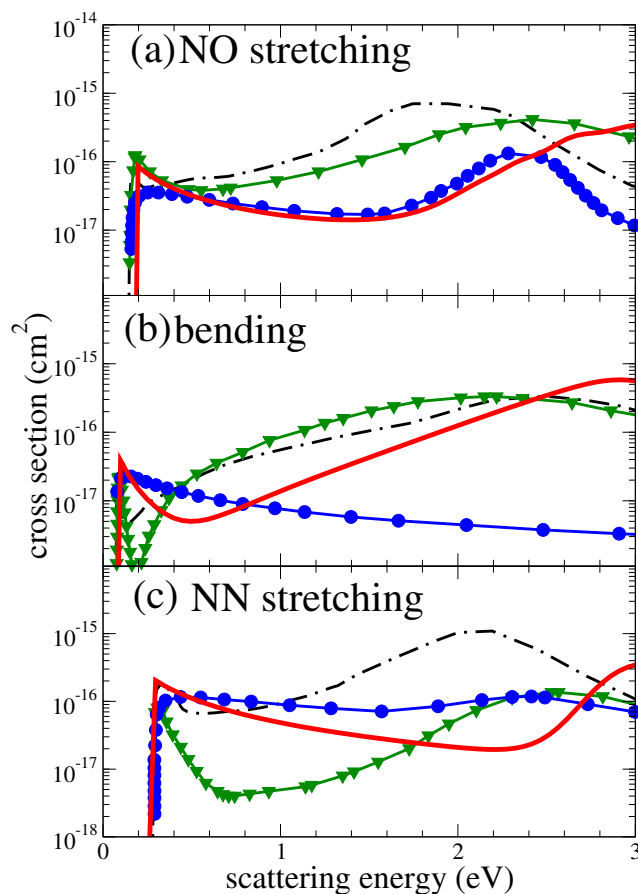 10^-14
(a) NO stretching
10^-15
10^-16
10^-17
(b) bending
10^-15
10^-16
10^-17
cross section (cm^2)
(c) NN stretching
10^-15
10^-16
10^-17
10^-18
0 1 2 3
scattering energy (eV)